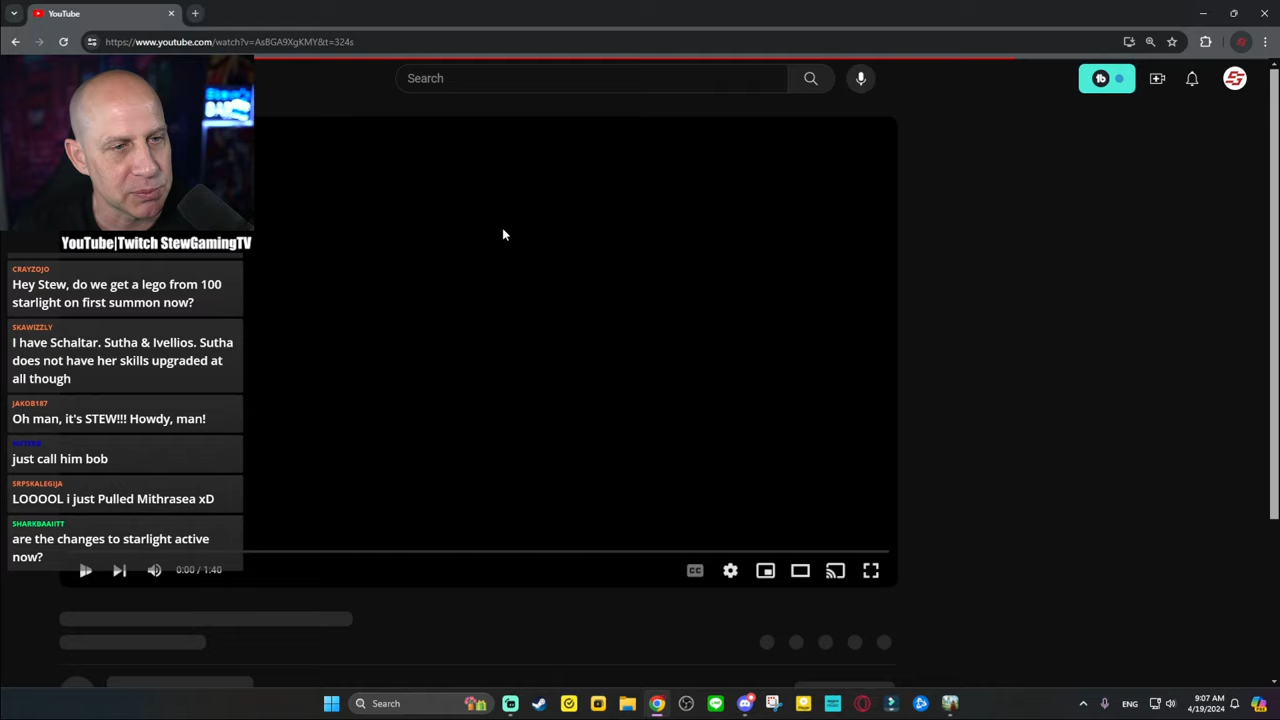 YouTube
https://www.youtube.com/watch?v=AsBGA9XgKMY&t=324s
Search
YouTube|Twitch StewGamingTV
CRAYZOJO
Hey Stew, do we get a lego from 100
starlight on first summon now?
SKAWIZZLY
I have Schaltar. Sutha & Ivellios. Sutha
does not have her skills upgraded at
all though
JAKOB187
Oh man, it's STEW!!! Howdy, man!
just call him bob
SRPSKALEGIJA
LOOOOL i just Pulled Mithrasea xD
SHARKBAAIITT
are the changes to starlight active
now?
0:00 / 1:40
CC
Search
ENG
9:07 AM
4/19/2024